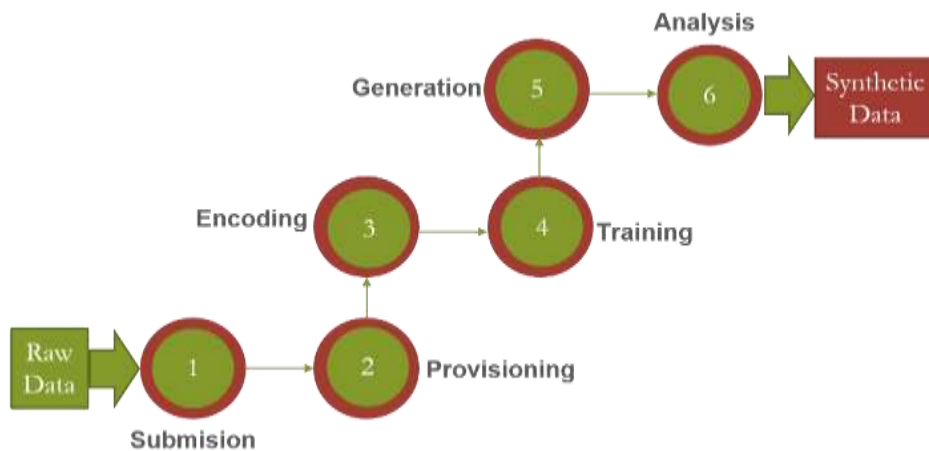 Analysis
Generation
5
6
Synthetic
Data
Encoding
3
4
Training
Raw
Data
1
2
Provisioning
Submision